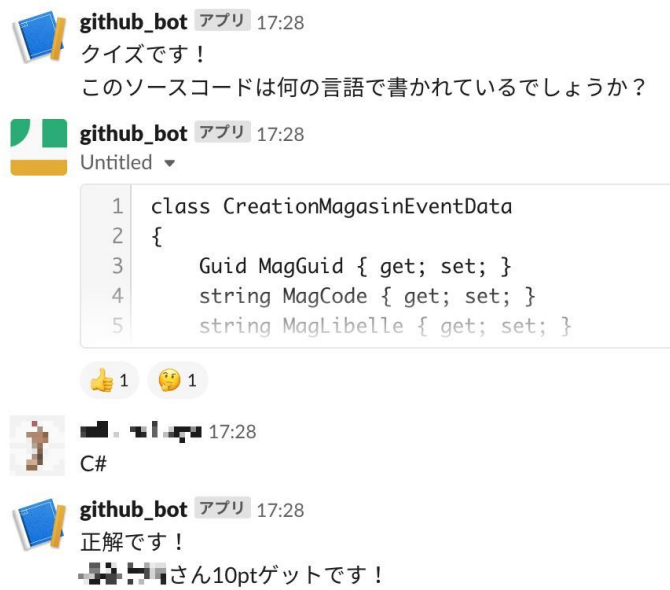 github_bot アプリ 17:28
クイズです！
このソースコードは何の言語で書かれているでしょうか？
github_bot アプリ 17:28
Untitled
1 class CreationMagasinEventData
2 {
3 Guid MagGuid { get; set; }
4 string MagCode { get; set; }
5 string MagLibelle { get; set; }
1 1
17:28
C#
github_bot アプリ 17:28
正解です！
さん10ptゲットです！